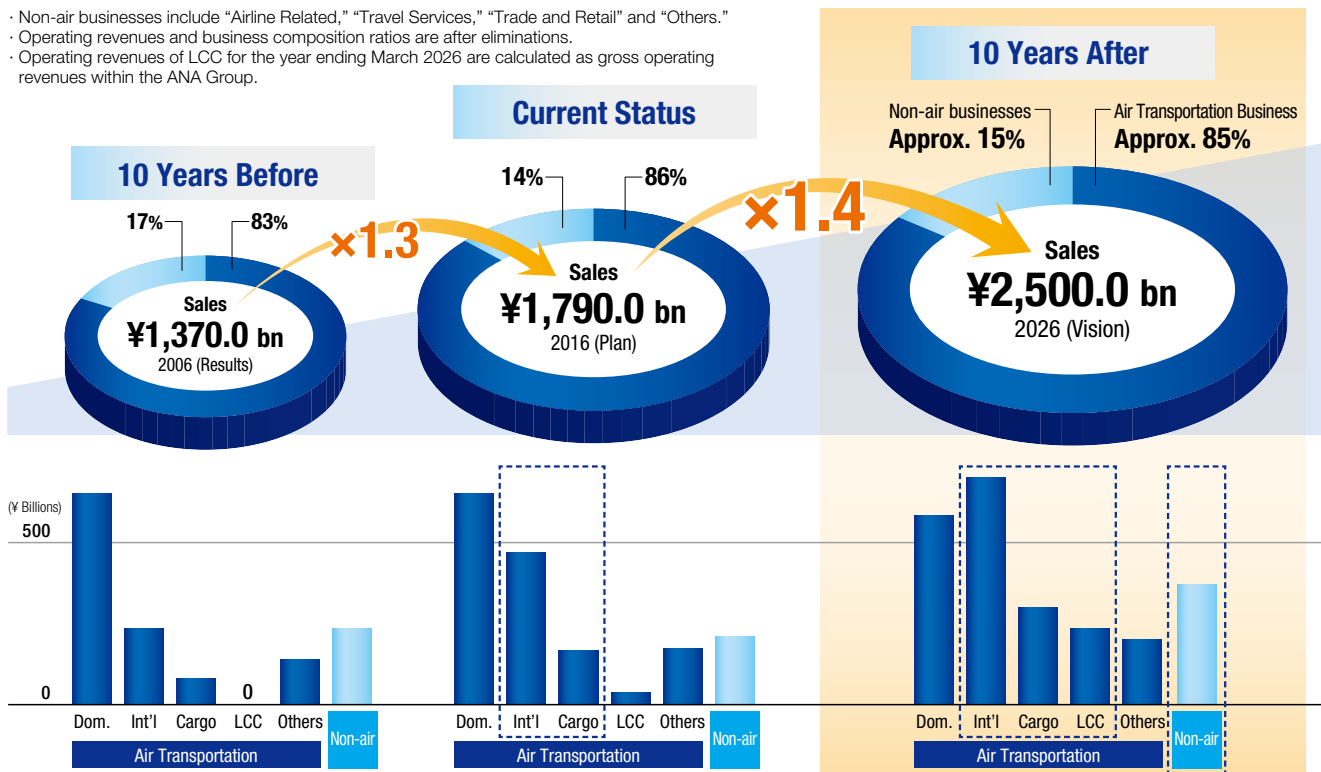 · Non-air businesses include “Airline Related,” “Travel Services,” “Trade and Retail” and “Others.”
· Operating revenues and business composition ratios are after eliminations.
· Operating revenues of LCC for the year ending March 2026 are calculated as gross operating
revenues within the ANA Group.
10 Years Before
17%
83%
Sales
¥1,370.0 bn
2006 (Results)
×1.3
Current Status
14%
86%
Sales
¥1,790.0 bn
2016 (Plan)
×1.4
10 Years After
Non-air businesses
Approx. 15%
Air Transportation Business
Approx. 85%
Sales
¥2,500.0 bn
2026 (Vision)
(¥ Billions)
500
0
0
Dom. Int’l Cargo LCC Others
Non-air
Air Transportation
Dom. Int’l Cargo LCC Others
Non-air
Air Transportation
Dom. Int’l Cargo LCC Others
Non-air
Air Transportation